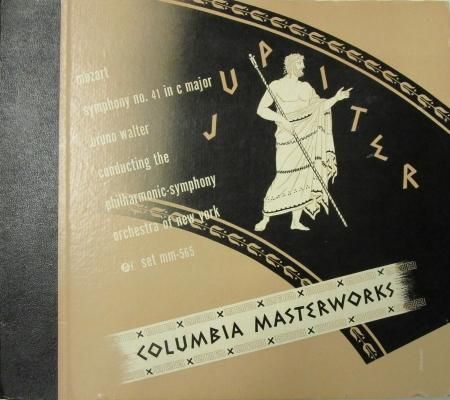 mozart
symphony no. 41 in c major
bruno walter
conducting the
philharmonic-symphony
orchestra of new york
set mm-565
JUPITER
COLUMBIA MASTERWORKS